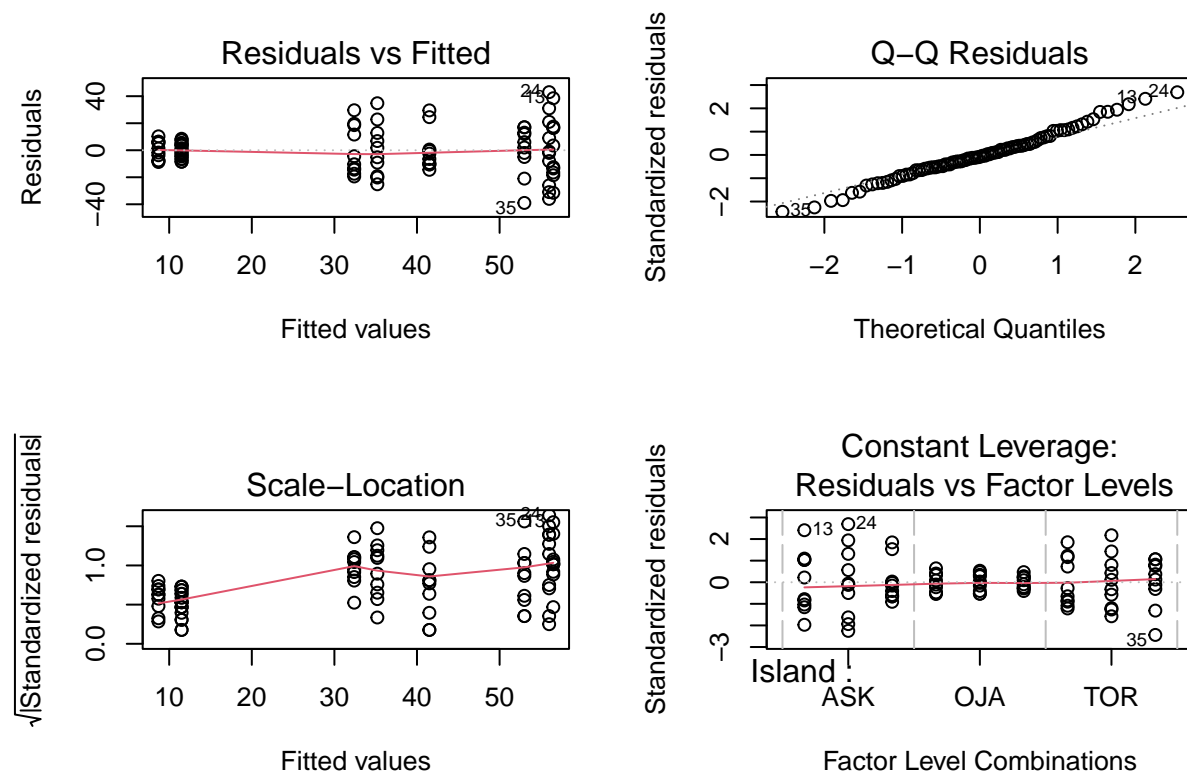 Residuals vs Fitted
Residuals
40
0
−40
24
13
35
10 20 30 40 50
Fitted values
Q−Q Residuals
Standardized residuals
2
0
−2
13 24
35
−2 −1 0 1 2
Theoretical Quantiles
Scale−Location
√|Standardized residuals|
1.0
0.0
24
35 13
10 20 30 40 50
Fitted values
Constant Leverage:
Residuals vs Factor Levels
Standardized residuals
2
0
−3
13 24
35
Island :
ASK OJA TOR
Factor Level Combinations